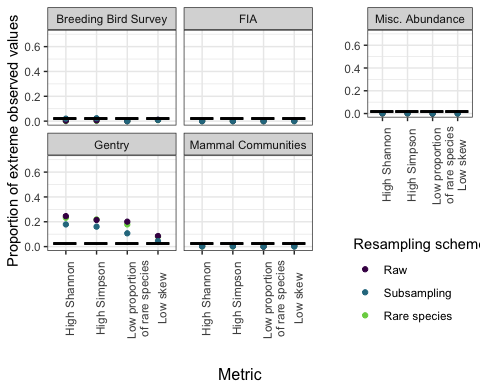 Breeding Bird Survey
FIA
Misc. Abundance
Proportion of extreme observed values
0.6
0.4
0.2
0.0
0.6
0.4
0.2
0.0
High Shannon
High Simpson
Low proportion
of rare species
Low skew
Gentry
Mammal Communities
0.6
0.4
0.2
0.0
High Shannon
High Simpson
Low proportion
of rare species
Low skew
High Shannon
High Simpson
Low proportion
of rare species
Low skew
Resampling scheme
Raw
Subsampling
Rare species
Metric